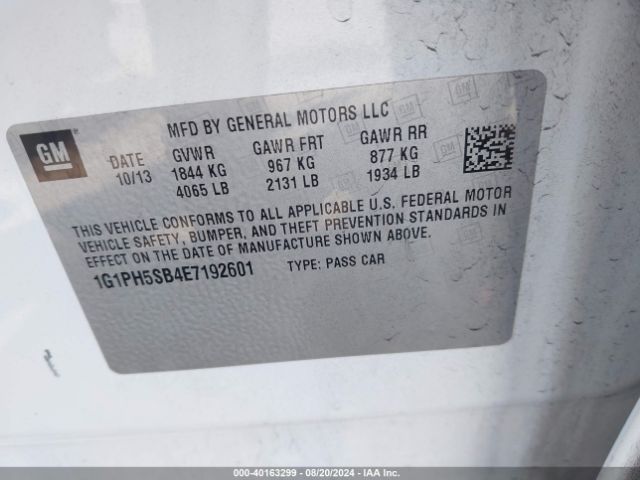 MFD BY GENERAL MOTORS LLC
GM
DATE GVWR GAWR FRT GAWR RR
10/13 1844 KG 967 KG 877 KG
4065 LB 2131 LB 1934 LB
THIS VEHICLE CONFORMS TO ALL APPLICABLE U.S. FEDERAL MOTOR
VEHICLE SAFETY, BUMPER, AND THEFT PREVENTION STANDARDS IN
EFFECT ON THE DATE OF MANUFACTURE SHOWN ABOVE.
1G1PH5SB4E7192601 TYPE: PASS CAR
000-40163299 - 08/20/2024 - IAA Inc.